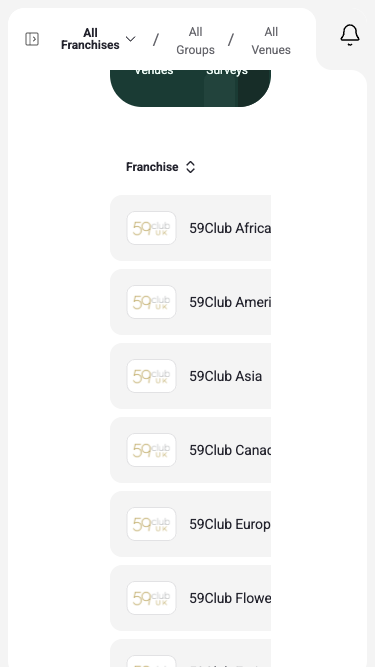 All Franchises / All Groups / All Venues
Venues Surveys
Franchise
59club UK 59Club Africa
59club UK 59Club Ameri
59club UK 59Club Asia
59club UK 59Club Canad
59club UK 59Club Europ
59club UK 59Club Flowe